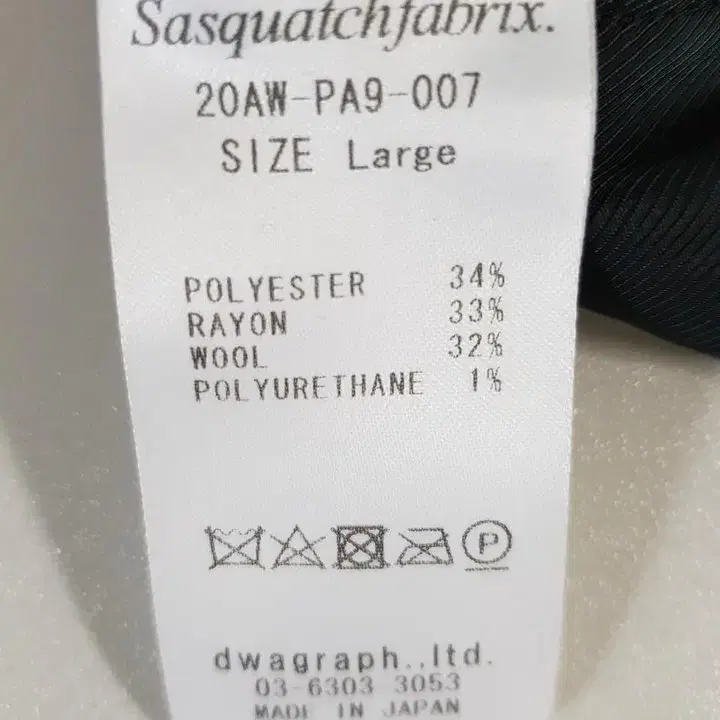 Sasquatchfabrix.
20AW-PA9-007
SIZE Large
POLYESTER 34%
RAYON 33%
WOOL 32%
POLYURETHANE 1%
P
dwagraph.,ltd.
03-6303 3053
MADE IN JAPAN